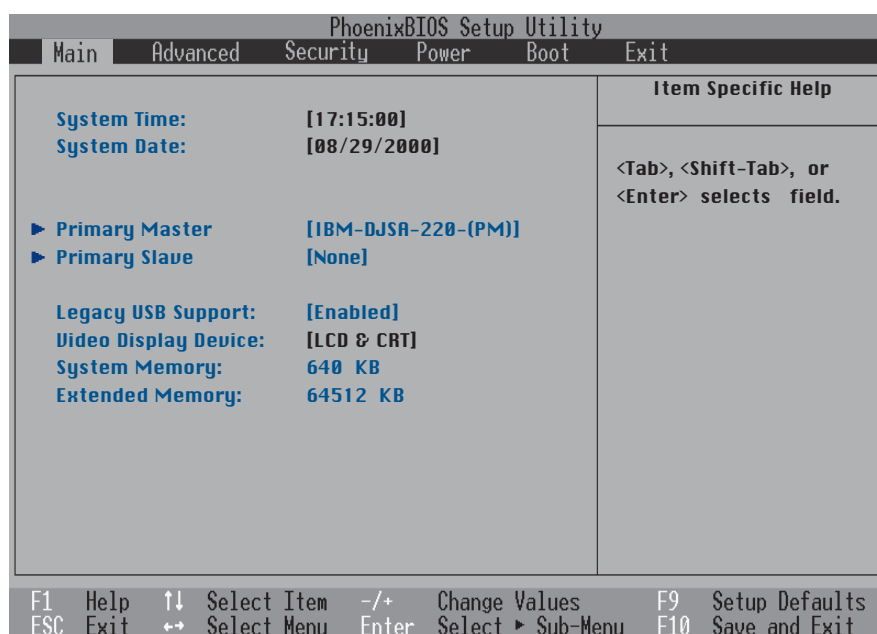 PhoenixBIOS Setup Utility
Main Advanced Security Power Boot Exit
Item Specific Help
System Time: [17:15:00]
System Date: [08/29/2000]
<Tab>, <Shift-Tab>, or
<Enter> selects field.
Primary Master [IBM-DJSA-220-(PM)]
Primary Slave [None]
Legacy USB Support: [Enabled]
Video Display Device: [LCD & CRT]
System Memory: 640 KB
Extended Memory: 64512 KB
F1 Help ↑↓ Select Item -/+ Change Values F9 Setup Defaults
ESC Exit ←→ Select Menu Enter Select ▶ Sub-Menu F10 Save and Exit